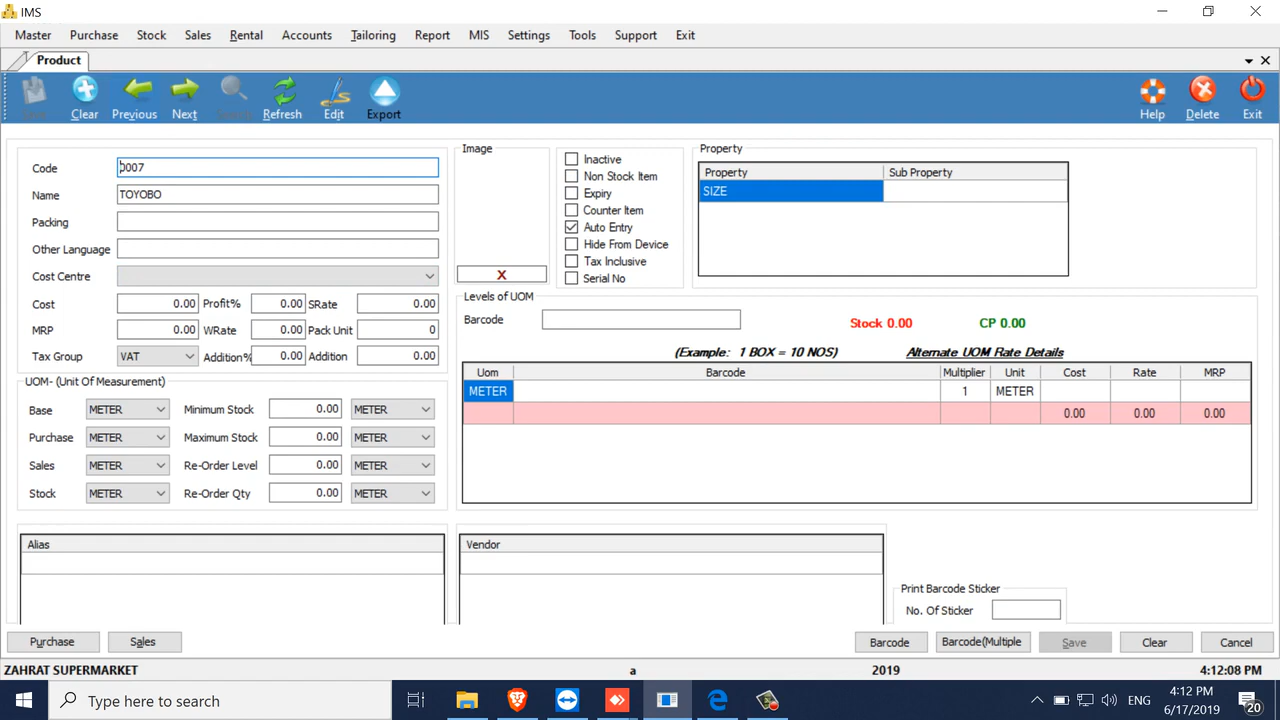 IMS
Master Purchase Stock Sales Rental Accounts Tailoring Report MIS Settings Tools Support Exit
Product
Clear Previous Next Refresh Edit Export Help Delete Exit
Code 0007
Name TOYOBO
Packing
Other Language
Cost Centre
Cost 0.00 Profit% 0.00 SRate 0.00
MRP 0.00 WRate 0.00 Pack Unit 0
Tax Group VAT Addition% 0.00 Addition 0.00
UOM- (Unit Of Measurement)
Base METER Minimum Stock 0.00 METER
Purchase METER Maximum Stock 0.00 METER
Sales METER Re-Order Level 0.00 METER
Stock METER Re-Order Qty 0.00 METER
Image
X
Inactive
Non Stock Item
Expiry
Counter Item
Auto Entry
Hide From Device
Tax Inclusive
Serial No
Property
Property Sub Property
SIZE
Levels of UOM
Barcode Stock 0.00 CP 0.00
(Example: 1 BOX = 10 NOS) Alternate UOM Rate Details
Uom Barcode Multiplier Unit Cost Rate MRP
METER 1 METER
0.00 0.00 0.00
Alias
Vendor
Print Barcode Sticker
No. Of Sticker
Purchase Sales Barcode Barcode(Multiple Save Clear Cancel
ZAHRAT SUPERMARKET a 2019 4:12:08 PM
Type here to search ENG 4:12 PM
6/17/2019 20